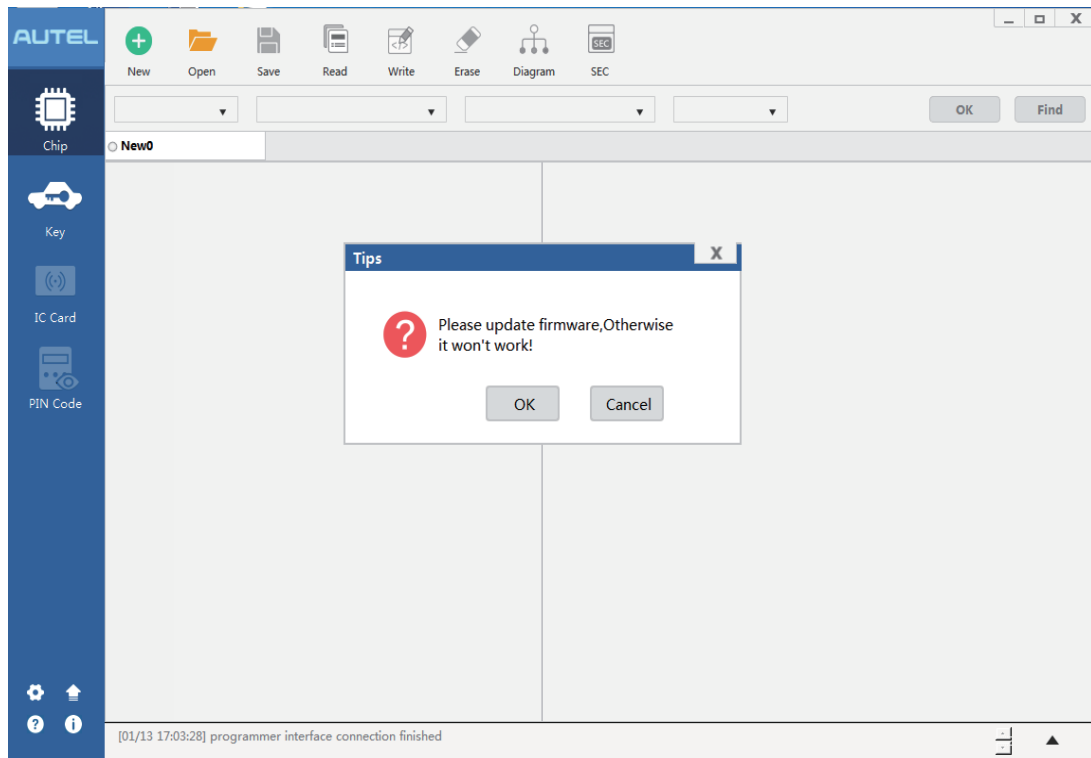 AUTEL
New Open Save Read Write Erase Diagram SEC
SEC
OK Find
Chip
New0
Key
IC Card
PIN Code
Tips
X
Please update firmware,Otherwise
it won't work!
OK Cancel
[01/13 17:03:28] programmer interface connection finished